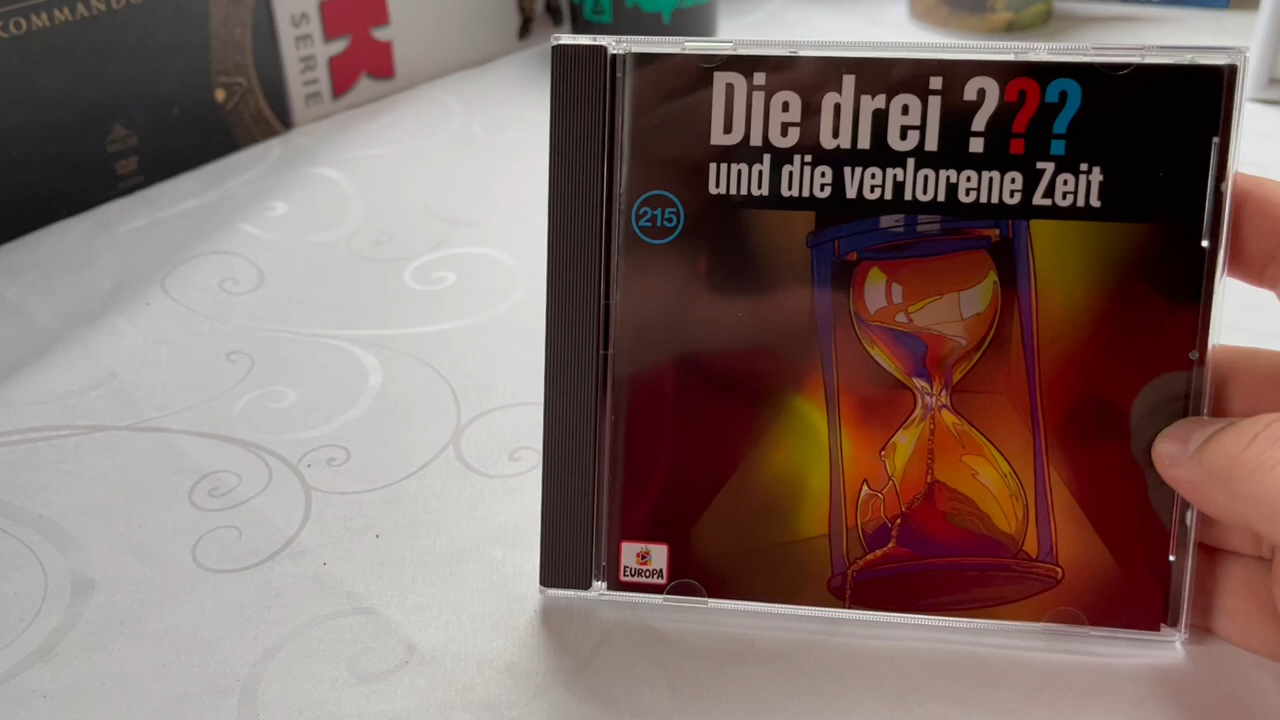 KOMMANDO
SERIE
K
Die drei ???
und die verlorene Zeit
215
EUROPA